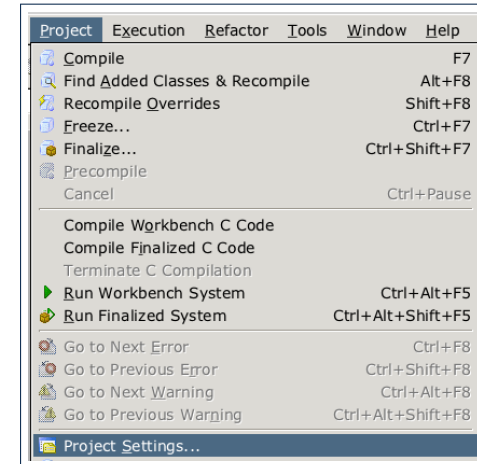 Project Execution Refactor Tools Window Help
Compile F7
Find Added Classes & Recompile Alt+F8
Recompile Overrides Shift+F8
Freeze... Ctrl+F7
Finalize... Ctrl+Shift+F7
Precompile
Cancel Ctrl+Pause
Compile Workbench C Code
Compile Finalized C Code
Terminate C Compilation
Run Workbench System Ctrl+Alt+F5
Run Finalized System Ctrl+Alt+Shift+F5
Go to Next Error Ctrl+F8
Go to Previous Error Ctrl+Shift+F8
Go to Next Warning Ctrl+Alt+F8
Go to Previous Warning Ctrl+Alt+Shift+F8
Project Settings...